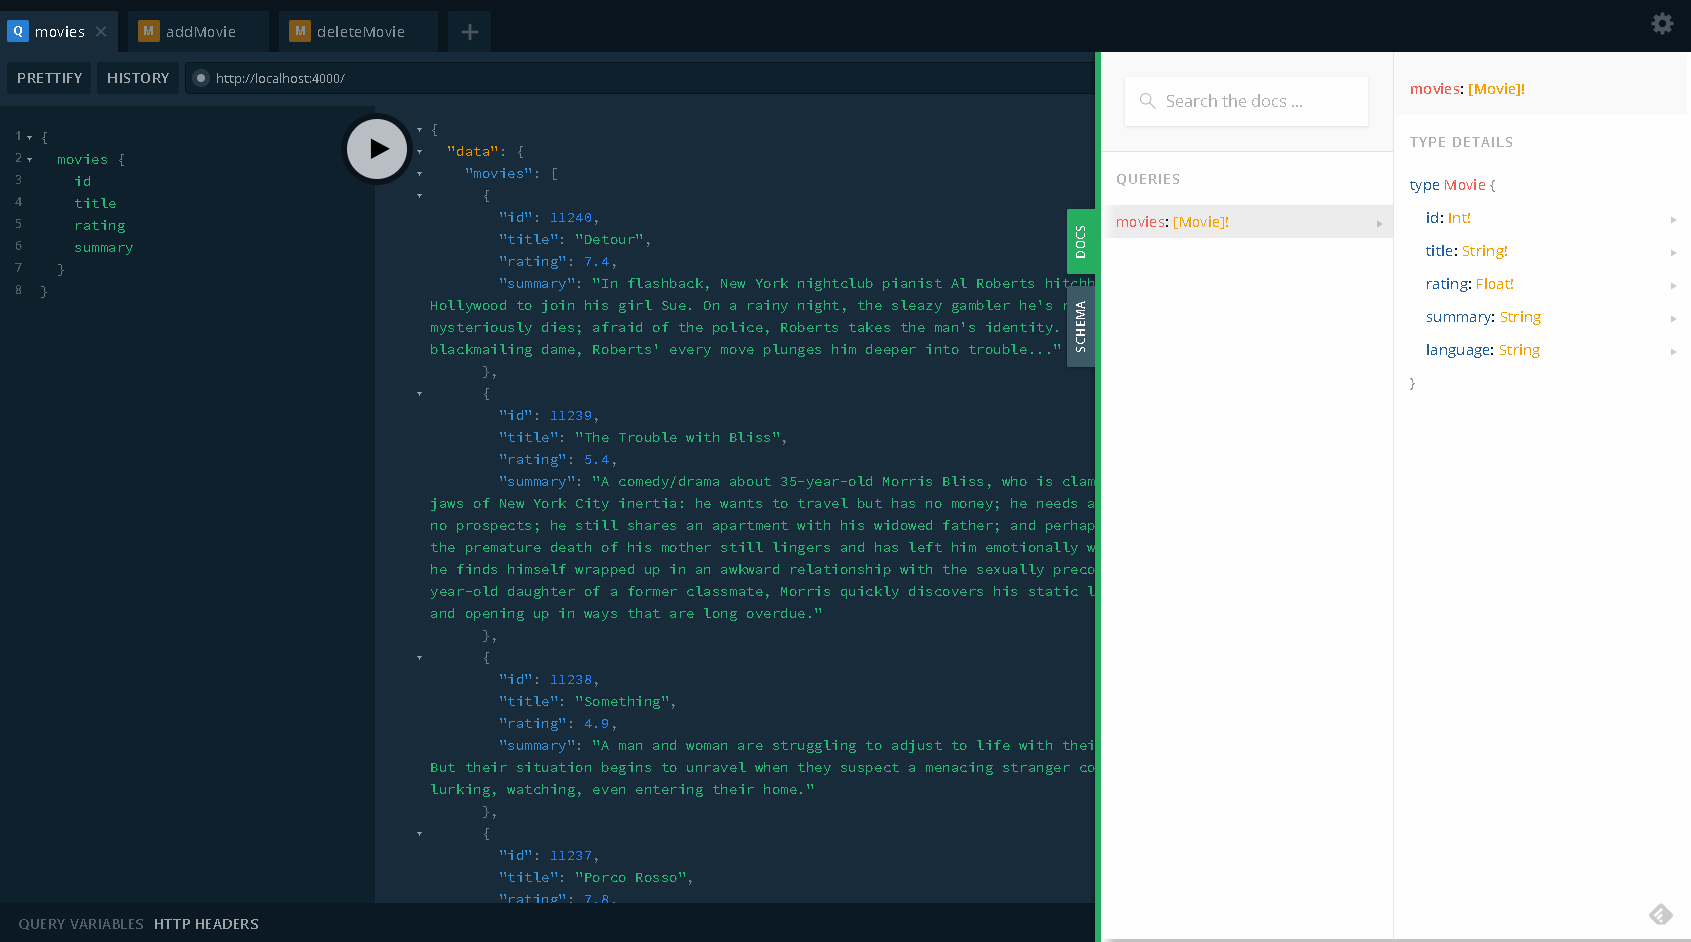 Q movies
M addMovie
M deleteMovie
PRETTIFY
HISTORY
http://localhost:4000/
1 {
2 movies {
3 id
4 title
5 rating
6 summary
7 }
8 }
{
"data": {
"movies": [
{
"id": 11240,
"title": "Detour",
"rating": 7.4,
"summary": "In flashback, New York nightclub pianist Al Roberts hitchh
Hollywood to join his girl Sue. On a rainy night, the sleazy gambler he's r
mysteriously dies; afraid of the police, Roberts takes the man's identity.
blackmailing dame, Roberts' every move plunges him deeper into trouble..."
},
{
"id": 11239,
"title": "The Trouble with Bliss",
"rating": 5.4,
"summary": "A comedy/drama about 35-year-old Morris Bliss, who is clam
jaws of New York City inertia: he wants to travel but has no money; he needs a
no prospects; he still shares an apartment with his widowed father; and perhap
the premature death of his mother still lingers and has left him emotionally w
he finds himself wrapped up in an awkward relationship with the sexually preco
year-old daughter of a former classmate, Morris quickly discovers his static l
and opening up in ways that are long overdue."
},
{
"id": 11238,
"title": "Something",
"rating": 4.9,
"summary": "A man and woman are struggling to adjust to life with thei
But their situation begins to unravel when they suspect a menacing stranger co
lurking, watching, even entering their home."
},
{
"id": 11237,
"title": "Porco Rosso",
"rating": 7.8,
DOCS
SCHEMA
Search the docs ...
QUERIES
movies: [Movie]!
movies: [Movie]!
TYPE DETAILS
type Movie {
id: Int!
title: String!
rating: Float!
summary: String
language: String
}
QUERY VARIABLES
HTTP HEADERS